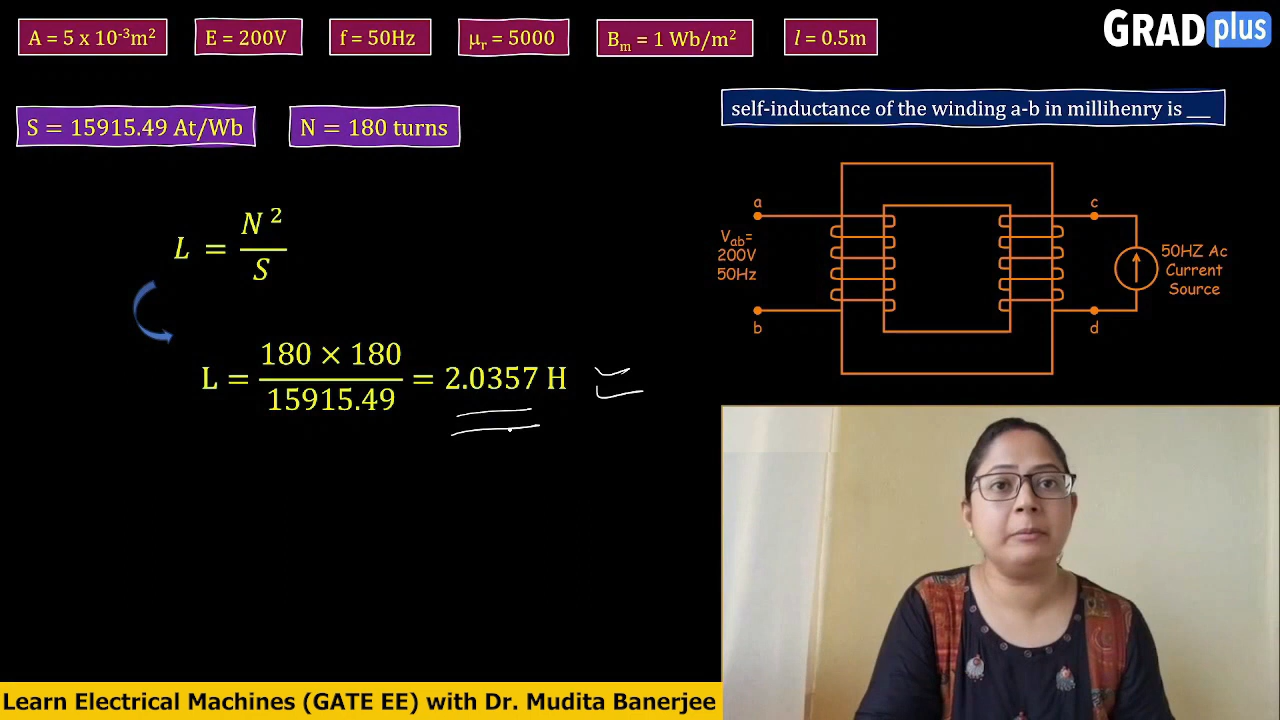 A = 5 x 10⁻³m²
E = 200V
f = 50Hz
μᵣ = 5000
Bₘ = 1 Wb/m²
l = 0.5m
GRAD plus
S = 15915.49 At/Wb
N = 180 turns
self-inductance of the winding a-b in millihenry is ___
L = N² / S
L = 180 × 180 / 15915.49 = 2.0357 H
a
b
Vab=
200V
50Hz
c
d
50HZ Ac
Current
Source
Learn Electrical Machines (GATE EE) with Dr. Mudita Banerjee